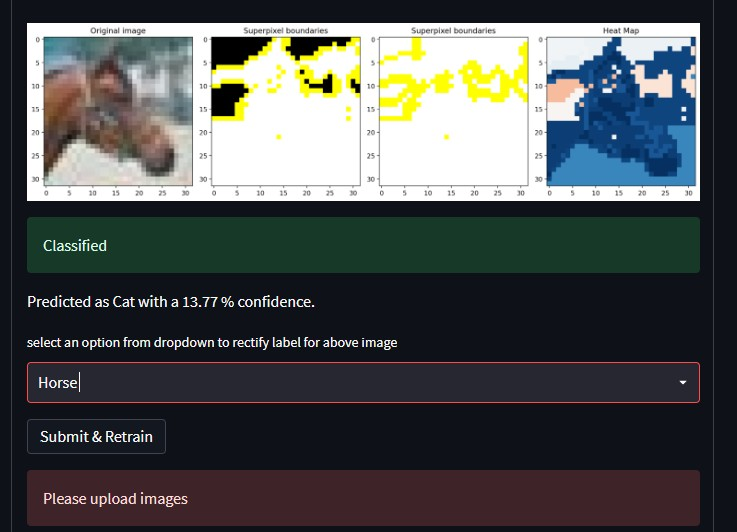 Original image Superpixel boundaries Superpixel boundaries Heat Map
0 0 0 0
5 5 5 5
10 10 10 10
15 15 15 15
20 20 20 20
25 25 25 25
30 30 30 30
0 5 10 15 20 25 30 0 5 10 15 20 25 30 0 5 10 15 20 25 30 0 5 10 15 20 25 30
Classified
Predicted as Cat with a 13.77 % confidence.
select an option from dropdown to rectify label for above image
Horse
Submit & Retrain
Please upload images